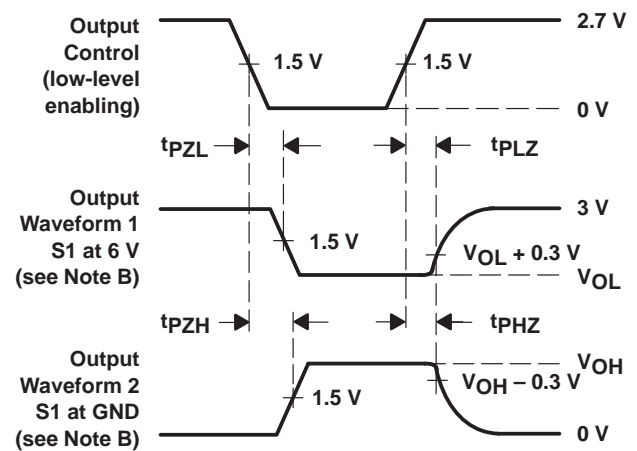 Output
Control
(low-level
enabling)
2.7 V
1.5 V
1.5 V
0 V
tPZL
tPLZ
Output
Waveform 1
S1 at 6 V
(see Note B)
3 V
1.5 V
VOL + 0.3 V
VOL
tPZH
tPHZ
Output
Waveform 2
S1 at GND
(see Note B)
VOH
VOH – 0.3 V
1.5 V
0 V